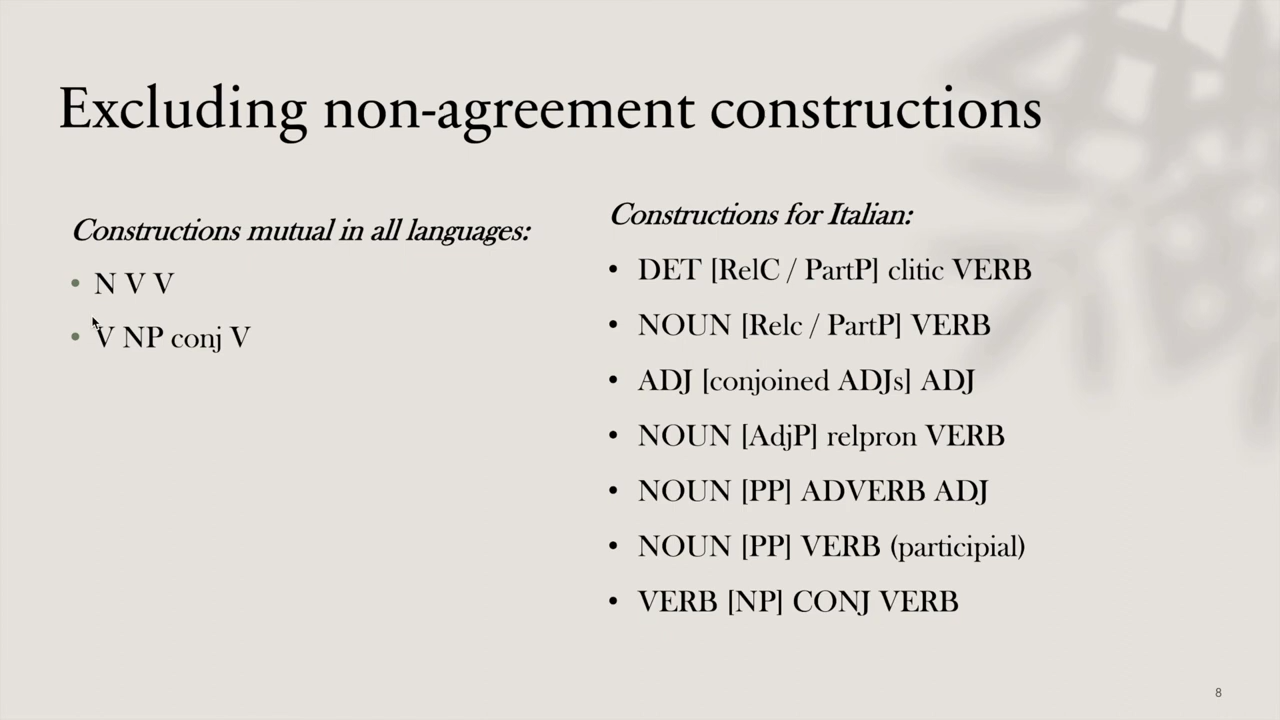 Excluding non-agreement constructions
Constructions mutual in all languages:
• N V V
• V NP conj V
Constructions for Italian:
• DET [RelC / PartP] clitic VERB
• NOUN [Relc / PartP] VERB
• ADJ [conjoined ADJs] ADJ
• NOUN [AdjP] relpron VERB
• NOUN [PP] ADVERB ADJ
• NOUN [PP] VERB (participial)
• VERB [NP] CONJ VERB
8